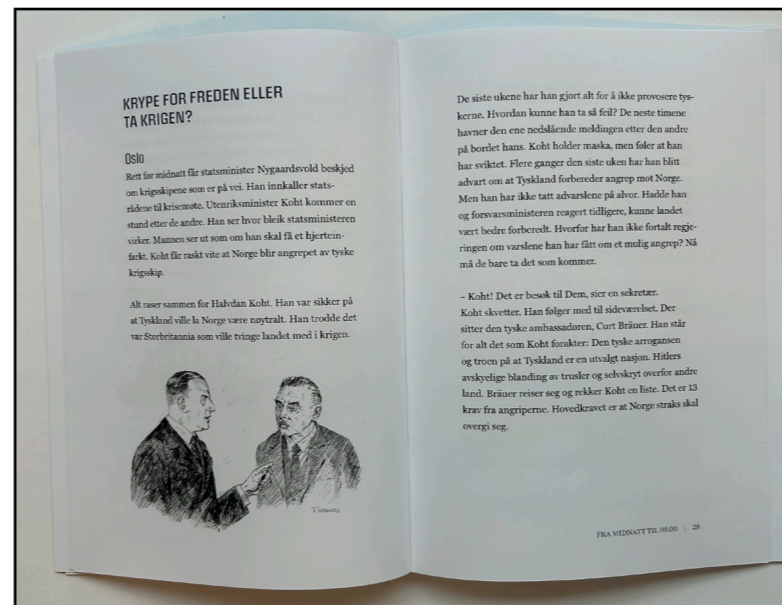 KRYPE FOR FREDEN ELLER
TA KRIGEN?
Oslo
Rett før midnatt får statsminister Nygaardsvold beskjed
om krigsskipene som er på vei. Han innkaller stats-
rådene til krisemøte. Utenriksminister Koht kommer en
stund etter de andre. Han ser hvor bleik statsministeren
virker. Mannen ser ut som om han skal få et hjertein-
farkt. Koht får raskt vite at Norge blir angrepet av tyske
krigsskip.
Alt raser sammen for Halvdan Koht. Han var sikker på
at Tyskland ville la Norge være nøytralt. Han trodde det
var Storbritannia som ville tvinge landet med i krigen.
De siste ukene har han gjort alt for å ikke provosere tys-
kerne. Hvordan kunne han ta så feil? De neste timene
havner den ene nedslående meldingen etter den andre
på bordet hans. Koht holder maska, men føler at han
har sviktet. Flere ganger den siste uken har han blitt
advart om at Tyskland forbereder angrep mot Norge.
Men han har ikke tatt advarslene på alvor. Hadde han
og forsvarsministeren reagert tidligere, kunne landet
vært bedre forberedt. Hvorfor har han ikke fortalt regje-
ringen om varslene han har fått om et mulig angrep? Nå
må de bare ta det som kommer.
– Koht! Det er besøk til Dem, sier en sekretær.
Koht skvetter. Han følger med til sideværelset. Der
sitter den tyske ambassadøren, Curt Bräuer. Han står
for alt det som Koht forakter: Den tyske arrogansen
og troen på at Tyskland er en utvalgt nasjon. Hitlers
avskyelige blanding av trusler og selvskryt overfor andre
land. Bräuer reiser seg og rekker Koht en liste. Det er 13
krav fra angriperne. Hovedkravet er at Norge straks skal
overgi seg.
FRA MIDNATT TIL 09.00 | 29